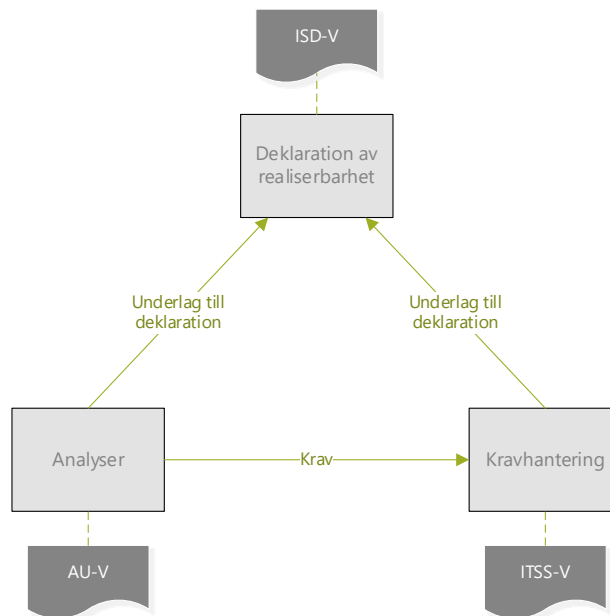 ISD-V
Deklaration av
realiserbarhet
Underlag till
deklaration
Underlag till
deklaration
Analyser
Krav
Kravhantering
AU-V
ITSS-V